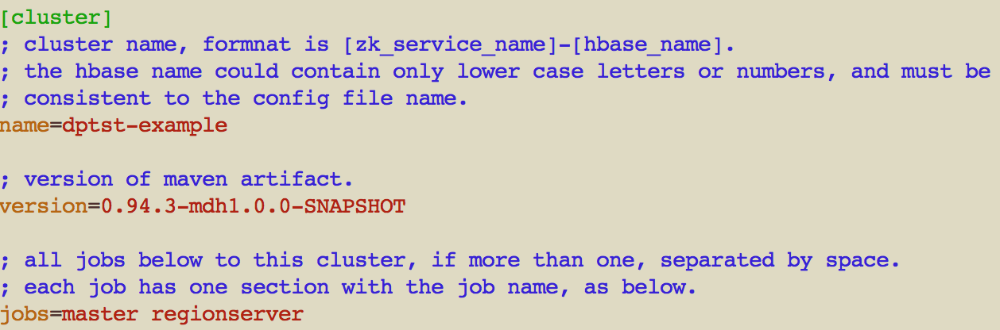 [cluster]
; cluster name, formnat is [zk_service_name]-[hbase_name].
; the hbase name could contain only lower case letters or numbers, and must be
; consistent to the config file name.
name=dptst-example
; version of maven artifact.
version=0.94.3-mdh1.0.0-SNAPSHOT
; all jobs below to this cluster, if more than one, separated by space.
; each job has one section with the job name, as below.
jobs=master regionserver